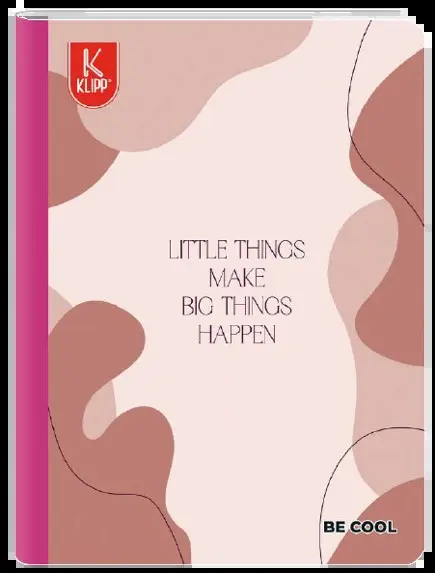 K
KLIPP
LITTLE THINGS
MAKE
BIG THINGS
HAPPEN
BE COOL